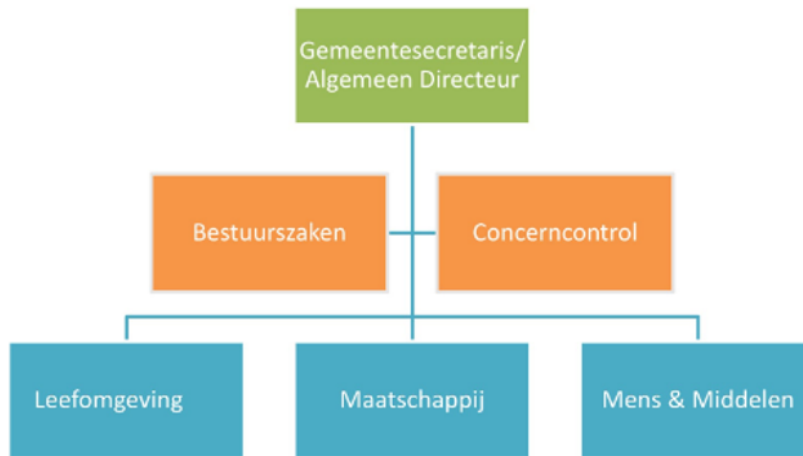 Gemeentesecretaris/
Algemeen Directeur
Bestuurszaken
Concerncontrol
Leefomgeving
Maatschappij
Mens & Middelen